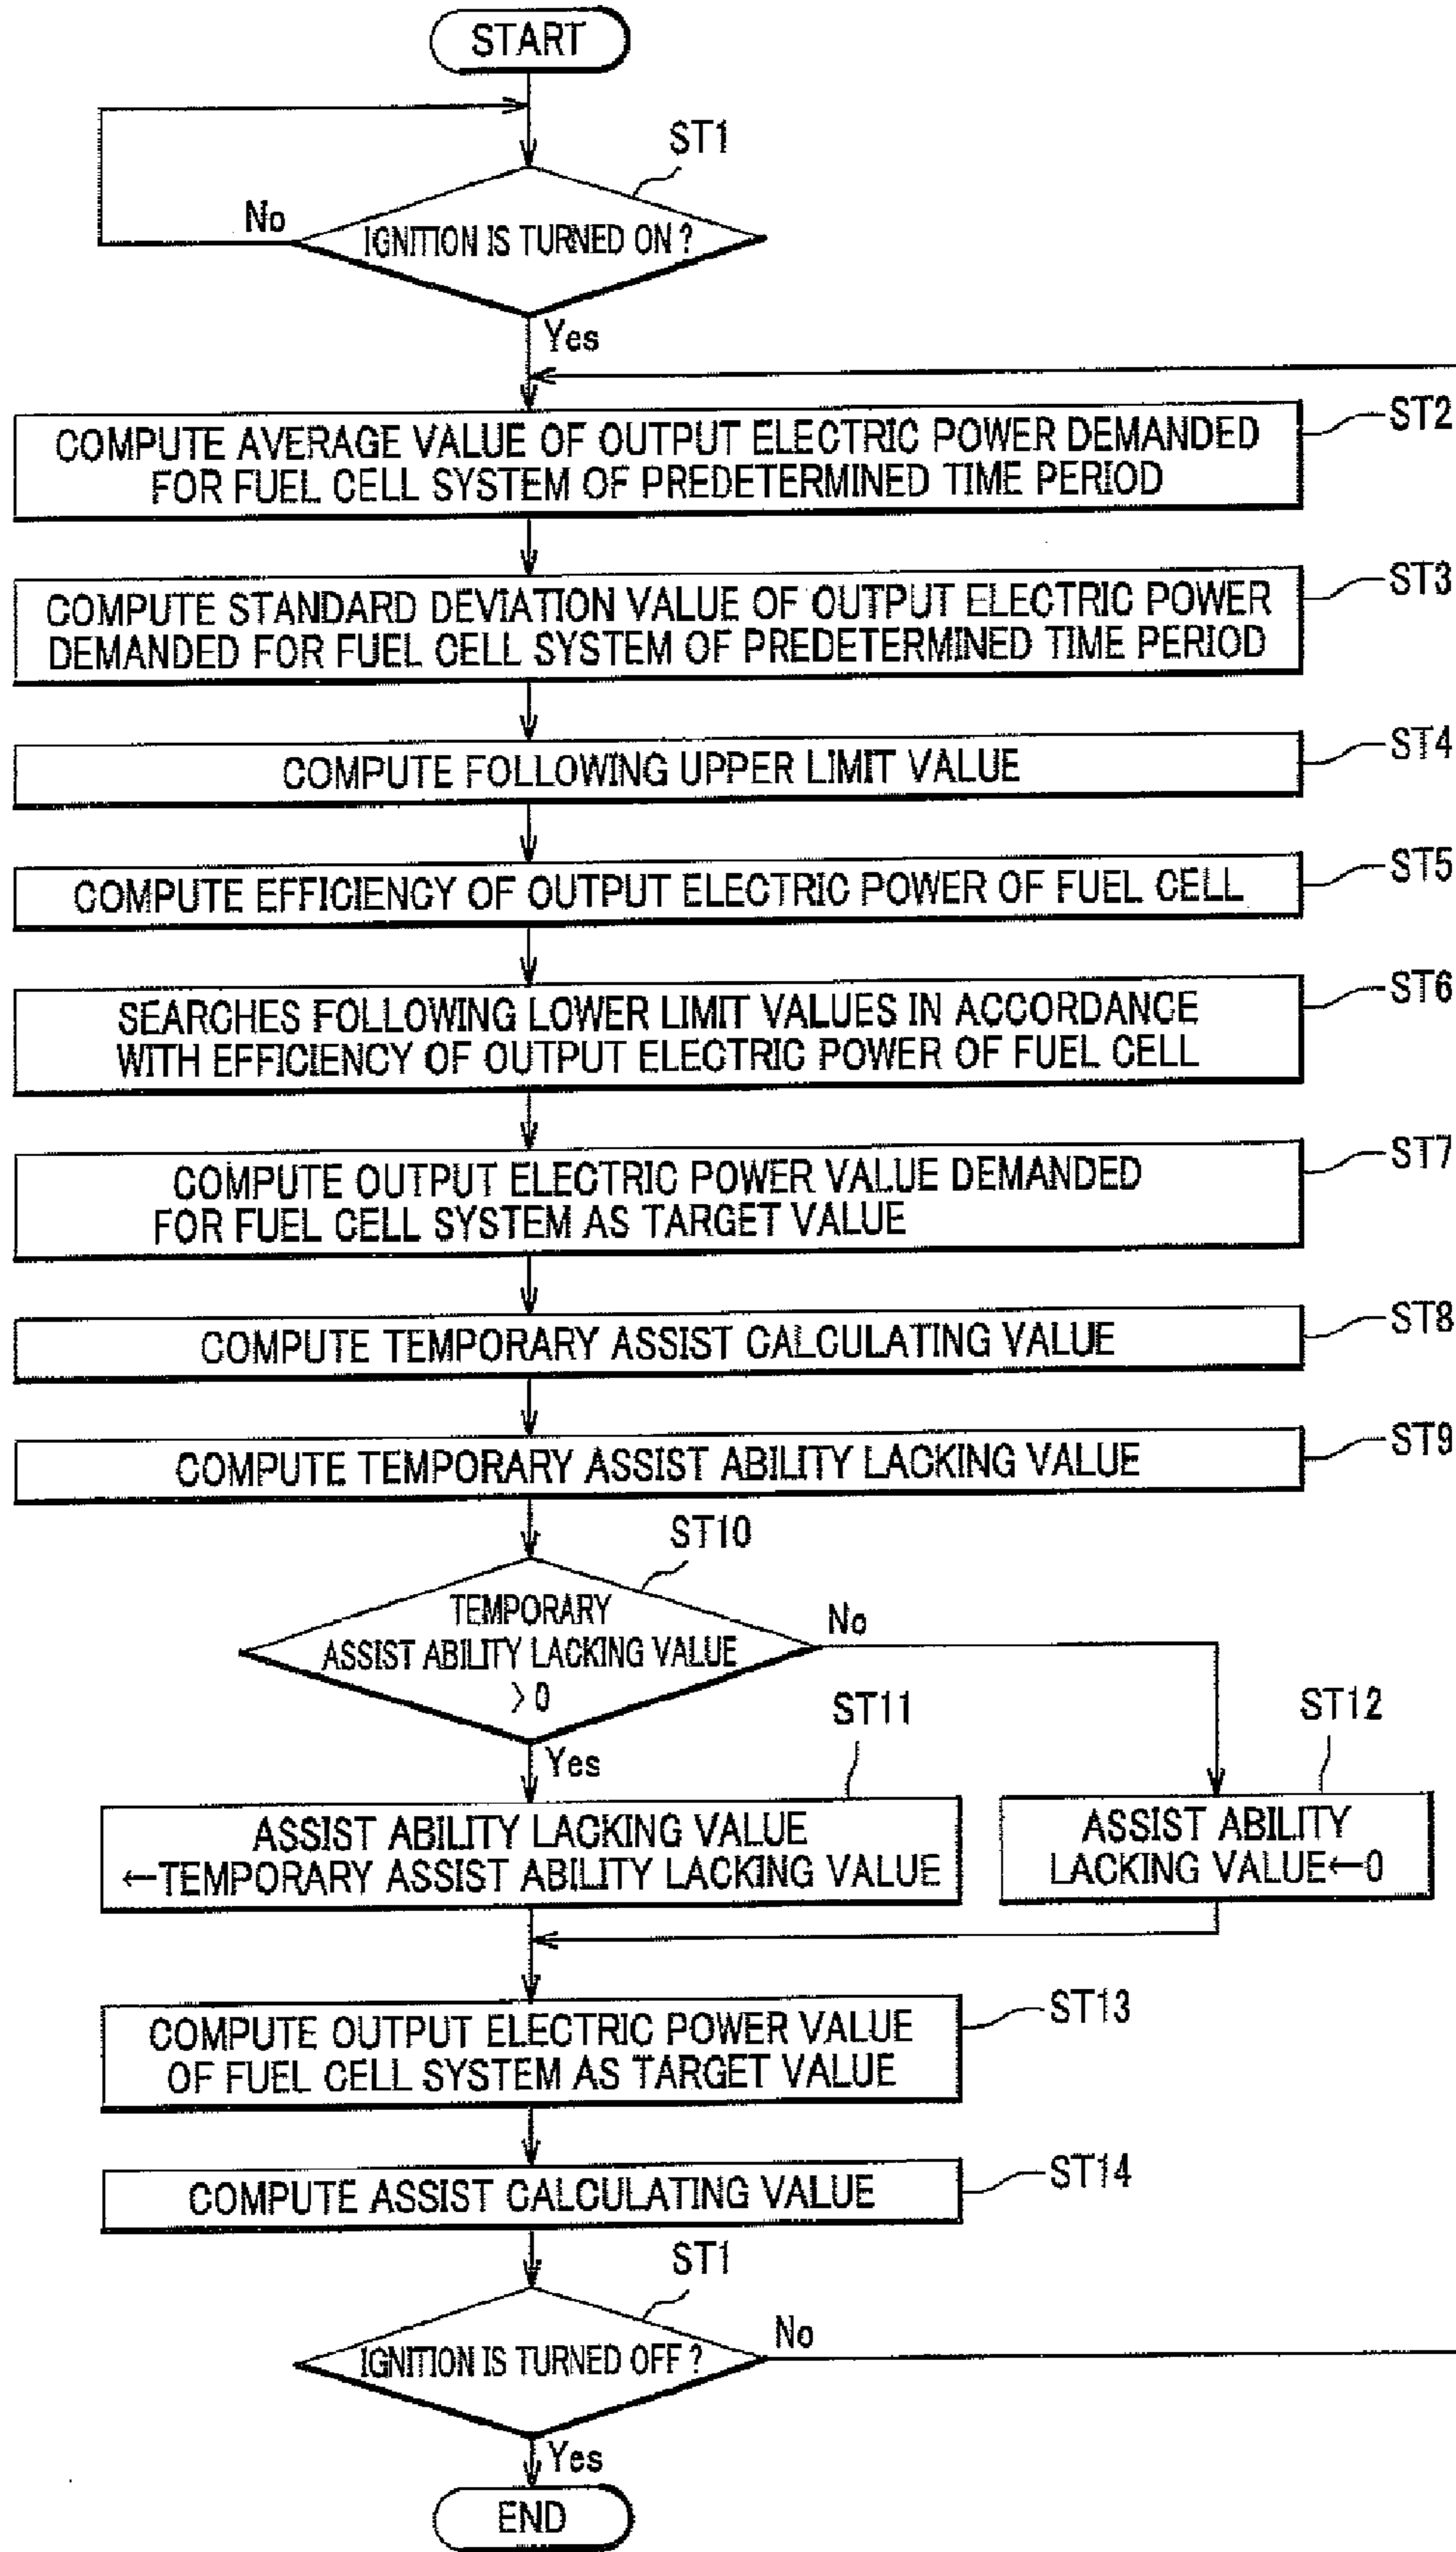 START
ST1
No
IGNITION IS TURNED ON ?
Yes
ST2
COMPUTE AVERAGE VALUE OF OUTPUT ELECTRIC POWER DEMANDED
FOR FUEL CELL SYSTEM OF PREDETERMINED TIME PERIOD
ST3
COMPUTE STANDARD DEVIATION VALUE OF OUTPUT ELECTRIC POWER
DEMANDED FOR FUEL CELL SYSTEM OF PREDETERMINED TIME PERIOD
ST4
COMPUTE FOLLOWING UPPER LIMIT VALUE
ST5
COMPUTE EFFICIENCY OF OUTPUT ELECTRIC POWER OF FUEL CELL
ST6
SEARCHES FOLLOWING LOWER LIMIT VALUES IN ACCORDANCE
WITH EFFICIENCY OF OUTPUT ELECTRIC POWER OF FUEL CELL
ST7
COMPUTE OUTPUT ELECTRIC POWER VALUE DEMANDED
FOR FUEL CELL SYSTEM AS TARGET VALUE
ST8
COMPUTE TEMPORARY ASSIST CALCULATING VALUE
ST9
COMPUTE TEMPORARY ASSIST ABILITY LACKING VALUE
ST10
TEMPORARY
ASSIST ABILITY LACKING VALUE
>0
No
Yes
ST11
ST12
ASSIST ABILITY LACKING VALUE
←TEMPORARY ASSIST ABILITY LACKING VALUE
ASSIST ABILITY
LACKING VALUE←0
ST13
COMPUTE OUTPUT ELECTRIC POWER VALUE
OF FUEL CELL SYSTEM AS TARGET VALUE
ST14
COMPUTE ASSIST CALCULATING VALUE
ST1
IGNITION IS TURNED OFF ?
No
Yes
END